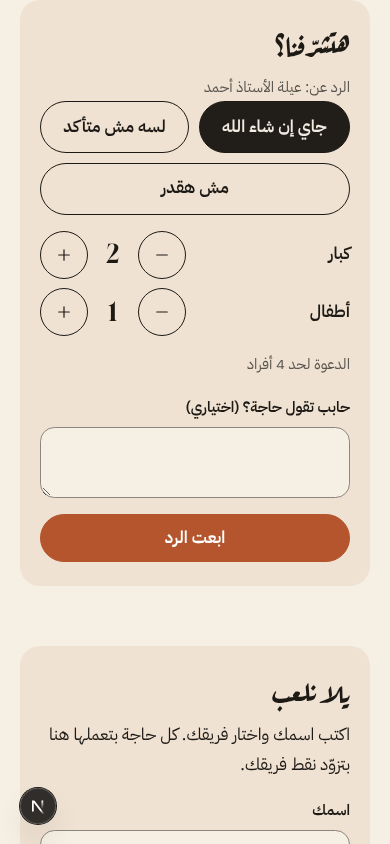 هتشرّفنا؟
الرد عن: عيلة الأستاذ أحمد
جاي إن شاء الله
لسه مش متأكد
مش هقدر
كبار
− 2 +
أطفال
− 1 +
الدعوة لحد 4 أفراد
حابب تقول حاجة؟ (اختياري)
ابعت الرد
يلا نلعب
اكتب اسمك واختار فريقك. كل حاجة بتعملها هنا
بتزوّد نقط فريقك.
اسمك
N